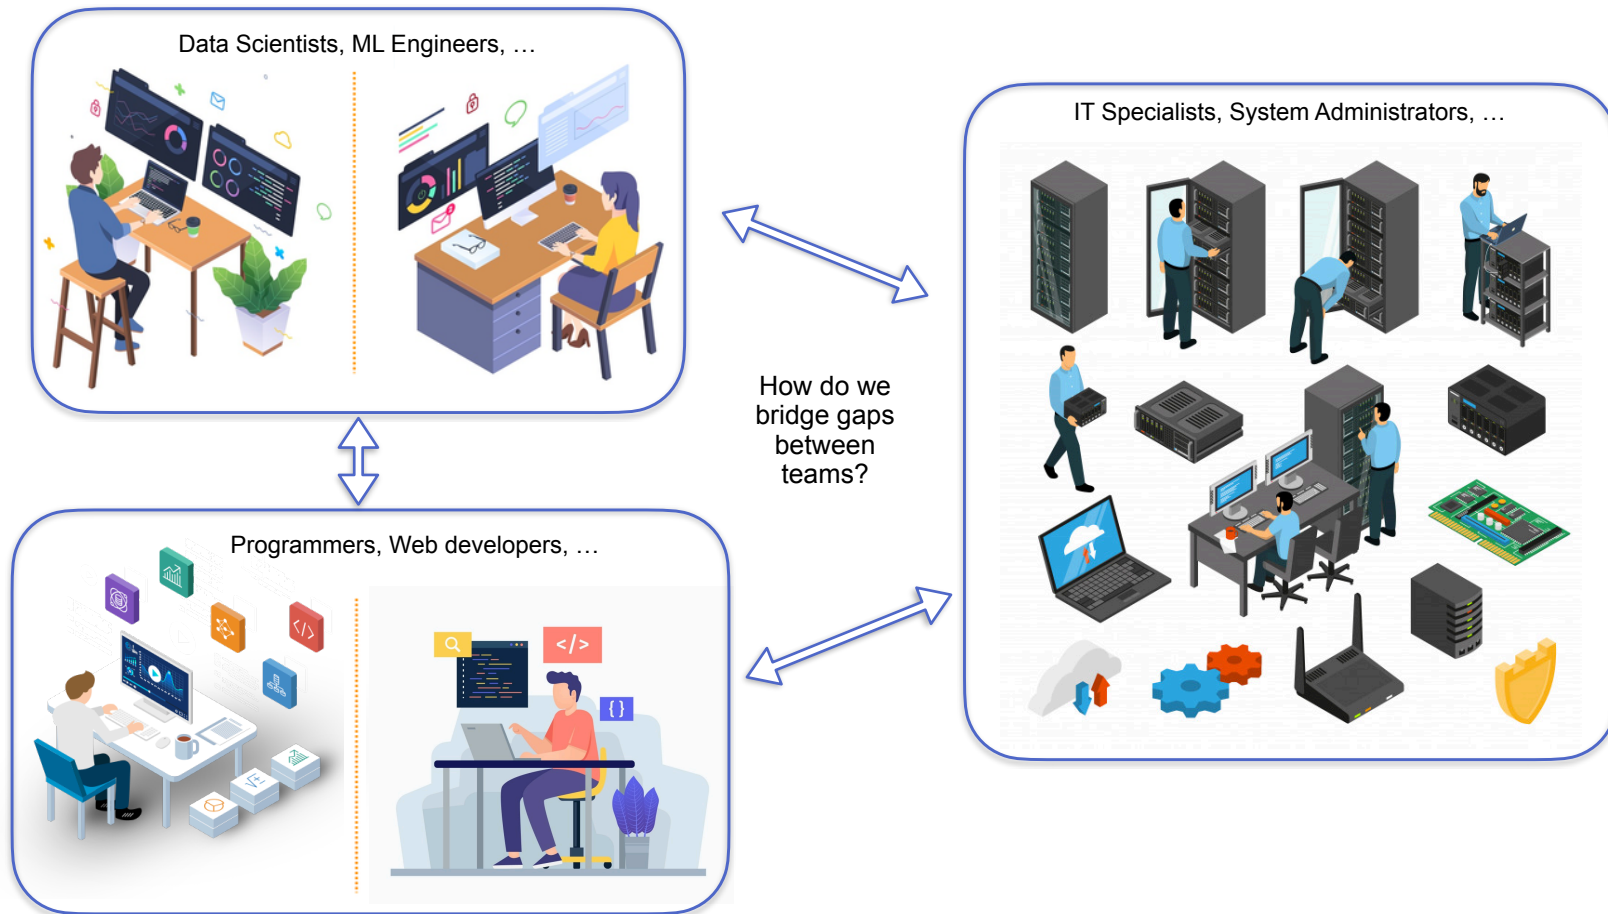 Data Scientists, ML Engineers, …
IT Specialists, System Administrators, …
How do we
bridge gaps
between
teams?
Programmers, Web developers, …
</>
</>
{ }